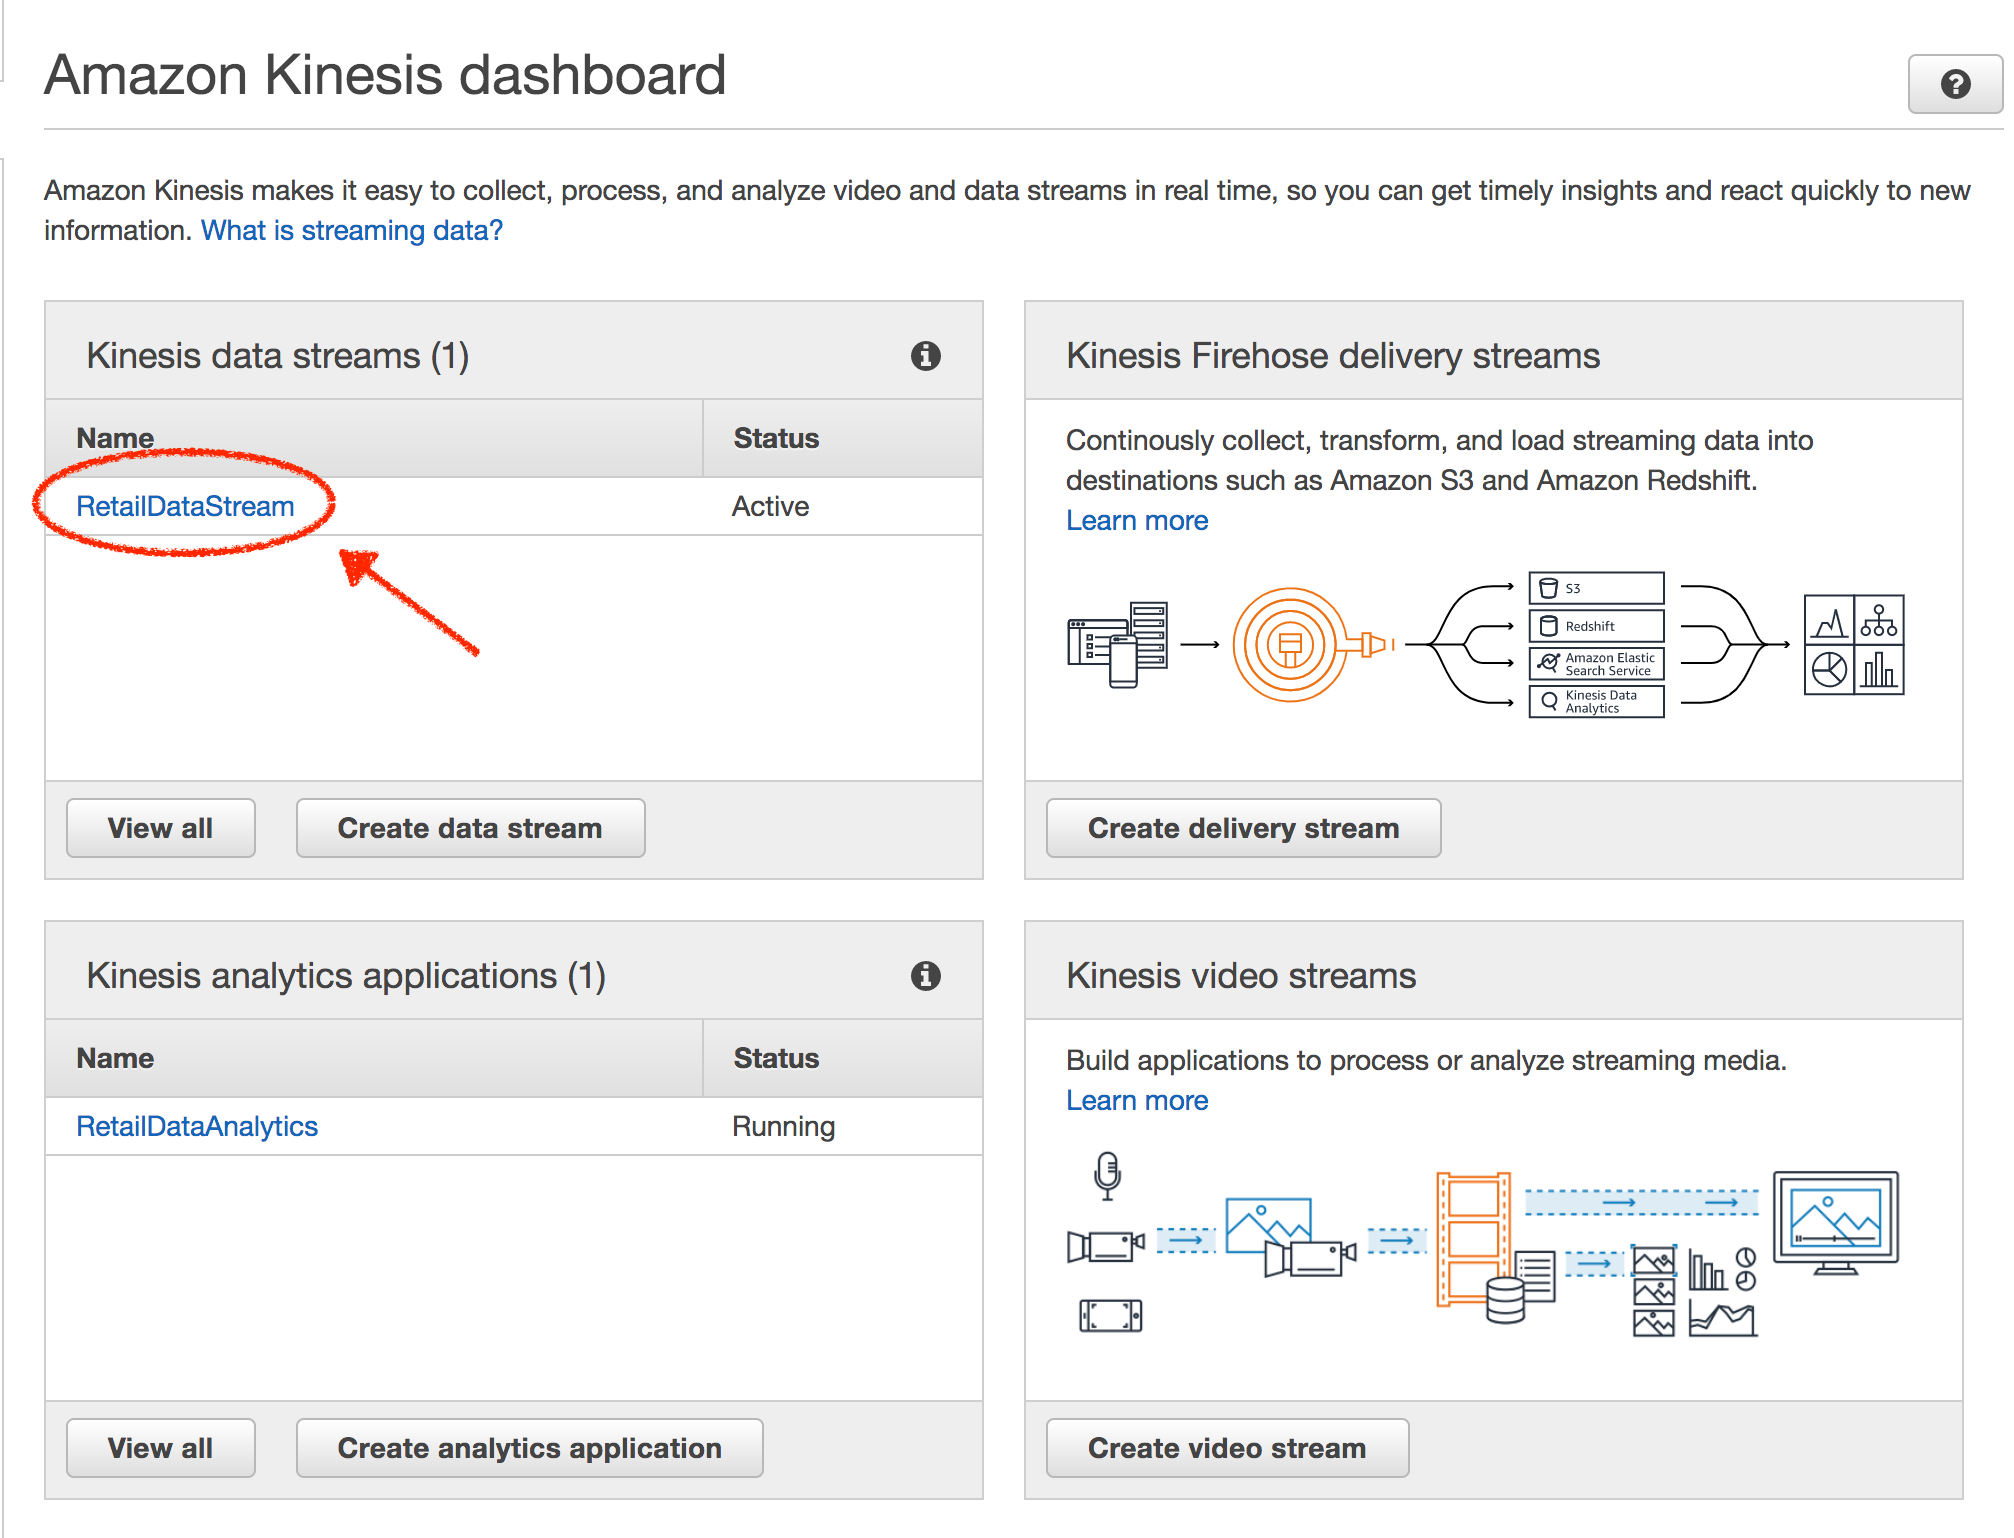 Amazon Kinesis dashboard
Amazon Kinesis makes it easy to collect, process, and analyze video and data streams in real time, so you can get timely insights and react quickly to new
information. What is streaming data?
Kinesis data streams (1)
Name Status
RetailDataStream Active
View all Create data stream
Kinesis Firehose delivery streams
Continously collect, transform, and load streaming data into
destinations such as Amazon S3 and Amazon Redshift.
Learn more
S3
Redshift
Amazon Elastic
Search Service
Kinesis Data
Analytics
Create delivery stream
Kinesis analytics applications (1)
Name Status
RetailDataAnalytics Running
View all Create analytics application
Kinesis video streams
Build applications to process or analyze streaming media.
Learn more
Create video stream